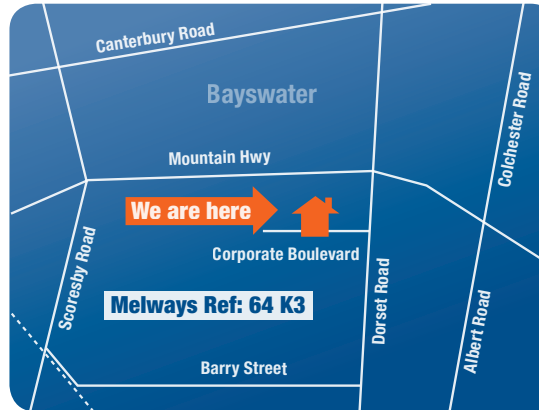 Canterbury Road
Bayswater
Colchester Road
Mountain Hwy
We are here
Corporate Boulevard
Scoresby Road
Dorset Road
Melways Ref: 64 K3
Albert Road
Barry Street